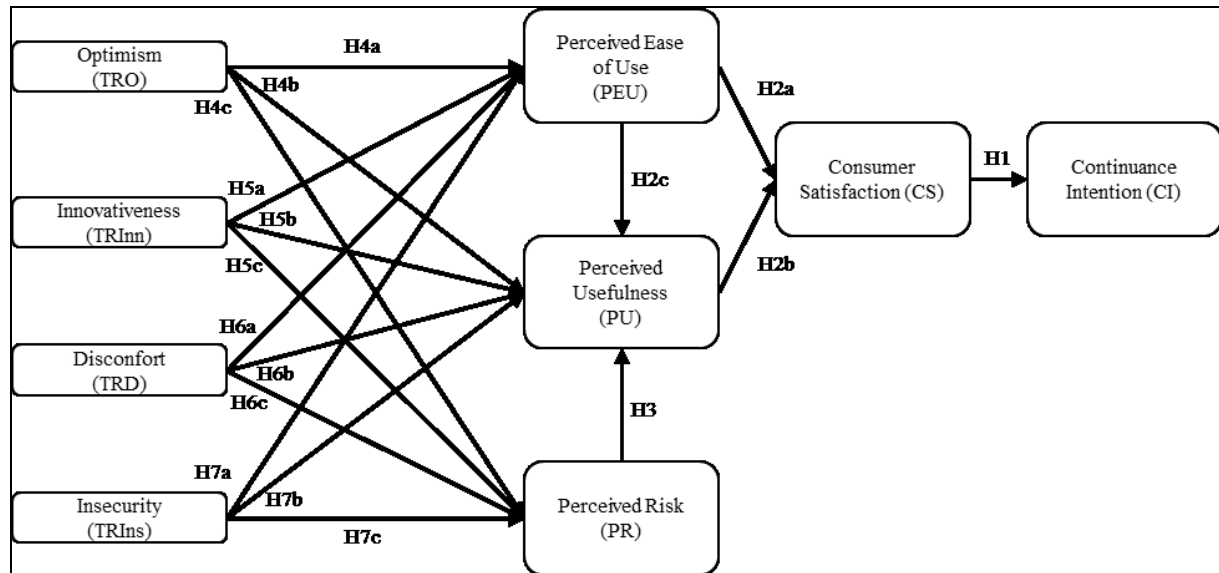 Optimism
(TRO)
Innovativeness
(TRInn)
Disconfort
(TRD)
Insecurity
(TRIns)
H4a
H4b
H4c
H5a
H5b
H5c
H6a
H6b
H6c
H7a
H7b
H7c
Perceived Ease
of Use
(PEU)
H2c
Perceived
Usefulness
(PU)
H3
Perceived Risk
(PR)
H2a
H2b
Consumer
Satisfaction (CS)
H1
Continuance
Intention (CI)